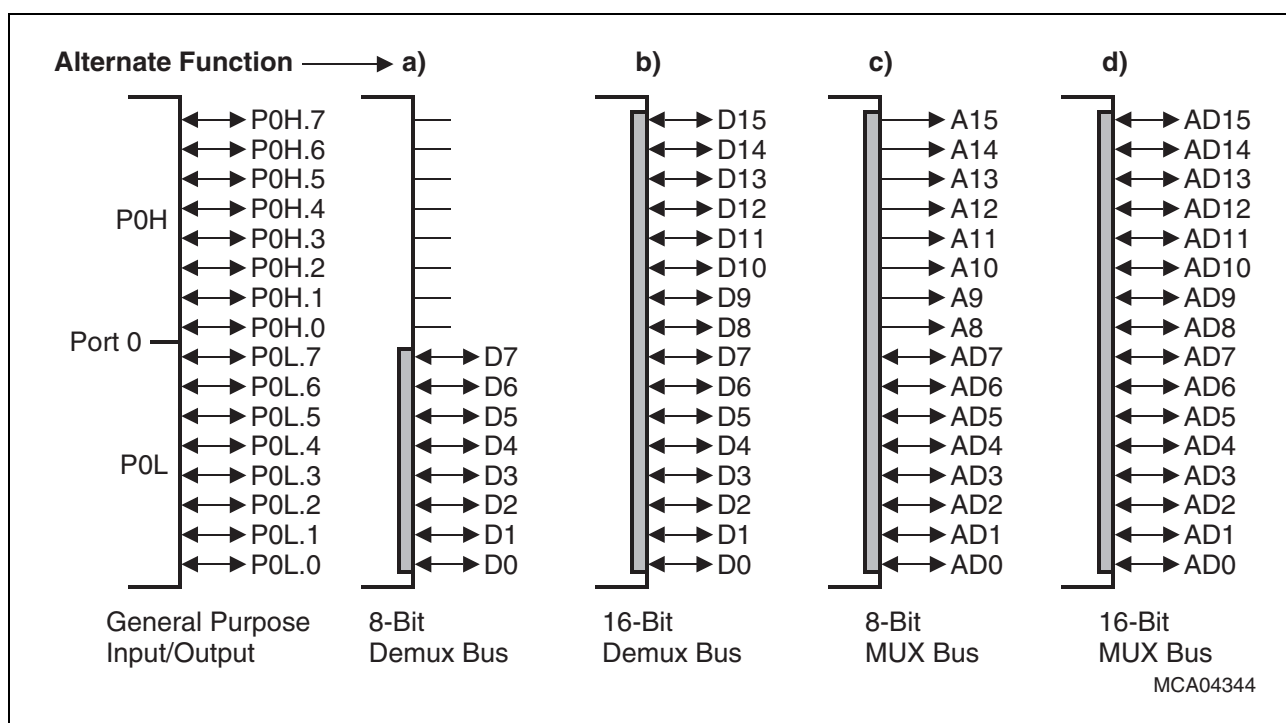 Alternate Function a) b) c) d)
P0H.7 D15 A15 AD15
P0H.6 D14 A14 AD14
P0H.5 D13 A13 AD13
P0H.4 D12 A12 AD12
P0H
P0H.3 D11 A11 AD11
P0H.2 D10 A10 AD10
P0H.1 D9 A9 AD9
P0H.0 D8 A8 AD8
Port 0
P0L.7 D7 D7 AD7 AD7
P0L.6 D6 D6 AD6 AD6
P0L.5 D5 D5 AD5 AD5
P0L.4 D4 D4 AD4 AD4
P0L
P0L.3 D3 D3 AD3 AD3
P0L.2 D2 D2 AD2 AD2
P0L.1 D1 D1 AD1 AD1
P0L.0 D0 D0 AD0 AD0
General Purpose 8-Bit 16-Bit 8-Bit 16-Bit
Input/Output Demux Bus Demux Bus MUX Bus MUX Bus
MCA04344